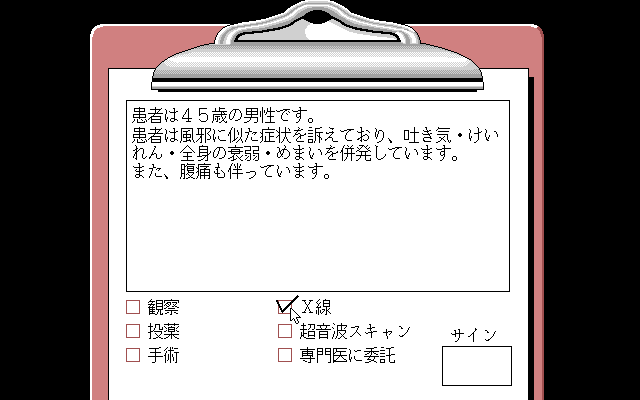 患者は４５歳の男性です。
患者は風邪に似た症状を訴えており、吐き気・けい
れん・全身の衰弱・めまいを併発しています。
また、腹痛も伴っています。
観察
Ｘ線
投薬
超音波スキャン
手術
専門医に委託
サイン